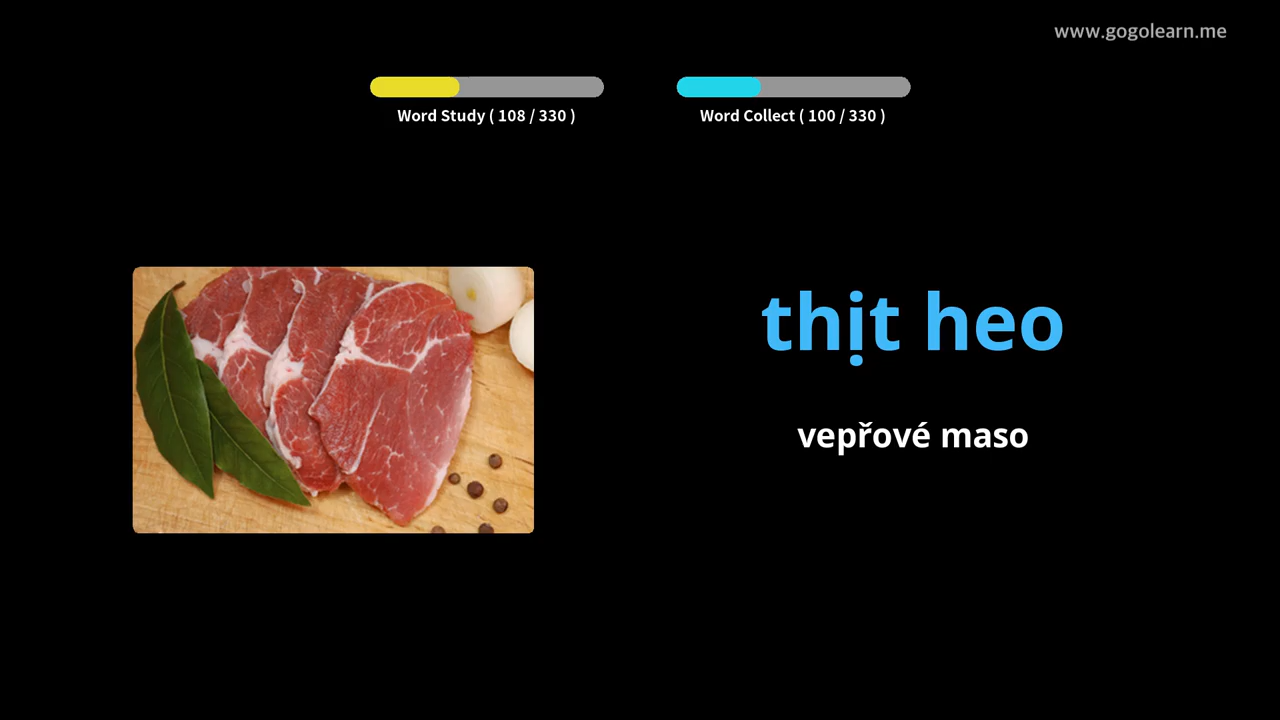 www.gogolearn.me
Word Study ( 108 / 330 )
Word Collect ( 100 / 330 )
thịt heo
vepřové maso